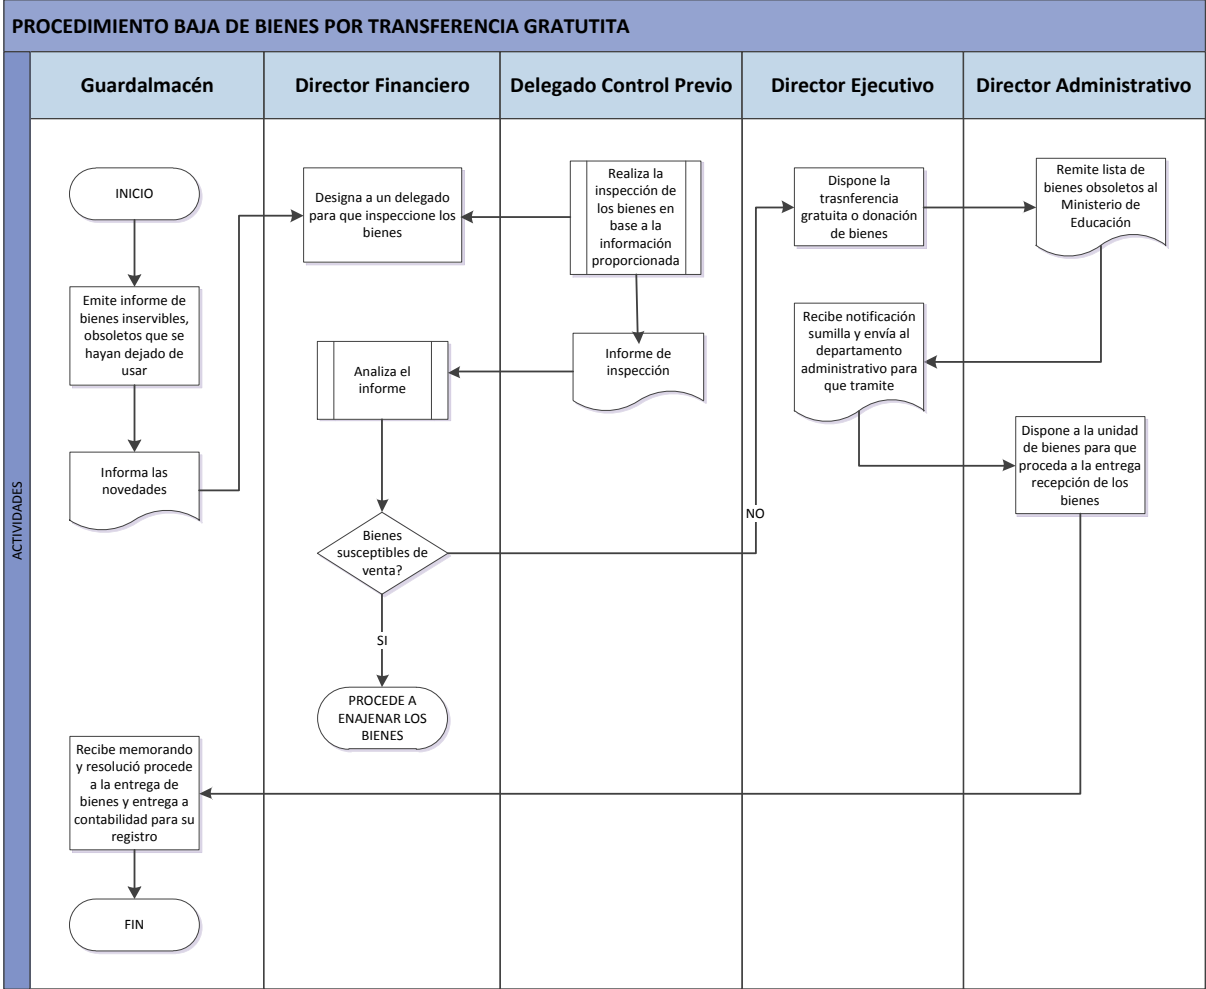 PROCEDIMIENTO BAJA DE BIENES POR TRANSFERENCIA GRATUTITA
ACTIVIDADES
Guardalmacén
Director Financiero
Delegado Control Previo
Director Ejecutivo
Director Administrativo
INICIO
Emite informe de
bienes inservibles,
obsoletos que se
hayan dejado de
usar
Informa las
novedades
Designa a un delegado
para que inspeccione los
bienes
Realiza la
inspección de
los bienes en
base a la
información
proporcionada
Informe de
inspección
Analiza el
informe
Bienes
susceptibles de
venta?
SI
PROCEDE A
ENAJENAR LOS
BIENES
NO
Dispone la
trasnferencia
gratuita o donación
de bienes
Remite lista de
bienes obsoletos al
Ministerio de
Educación
Recibe notificación
sumilla y envía al
departamento
administrativo para
que tramite
Dispone a la unidad
de bienes para que
proceda a la entrega
recepción de los
bienes
Recibe memorando
y resolució procede
a la entrega de
bienes y entrega a
contabilidad para su
registro
FIN